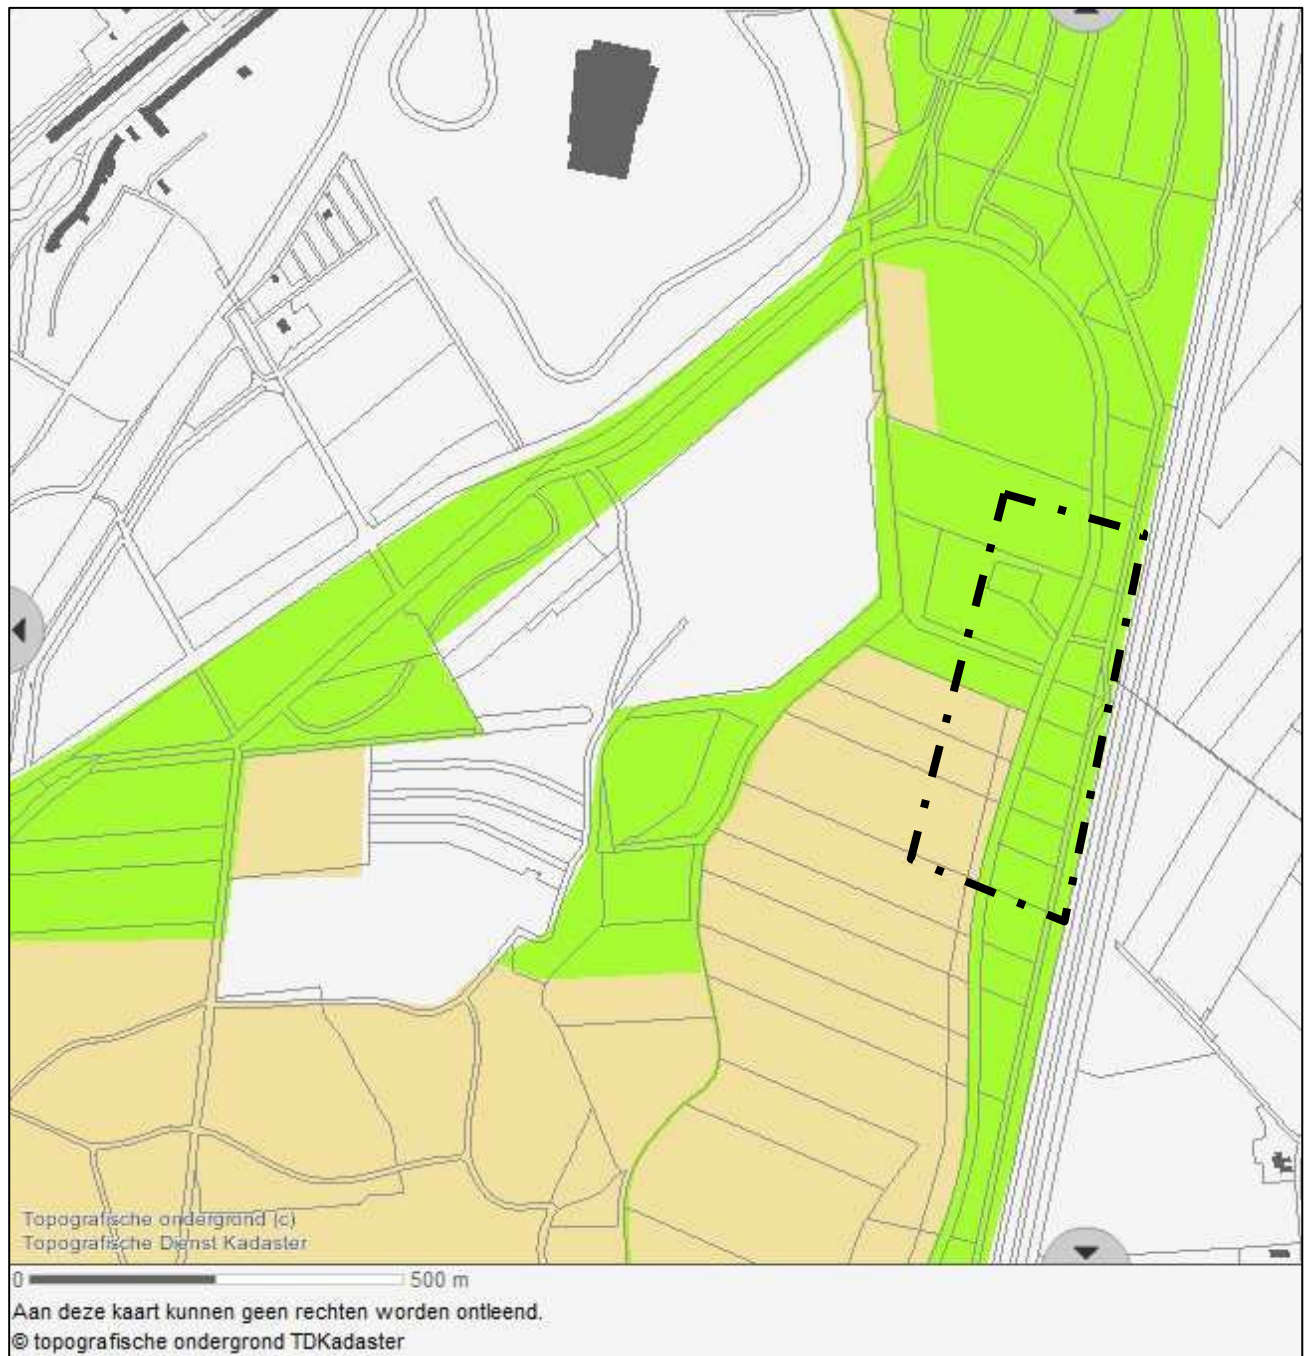 Topografische ondergrond (c)
Topografische Dienst Kadaster
0 500 m
Aan deze kaart kunnen geen rechten worden ontleend.
© topografische ondergrond TDKadaster